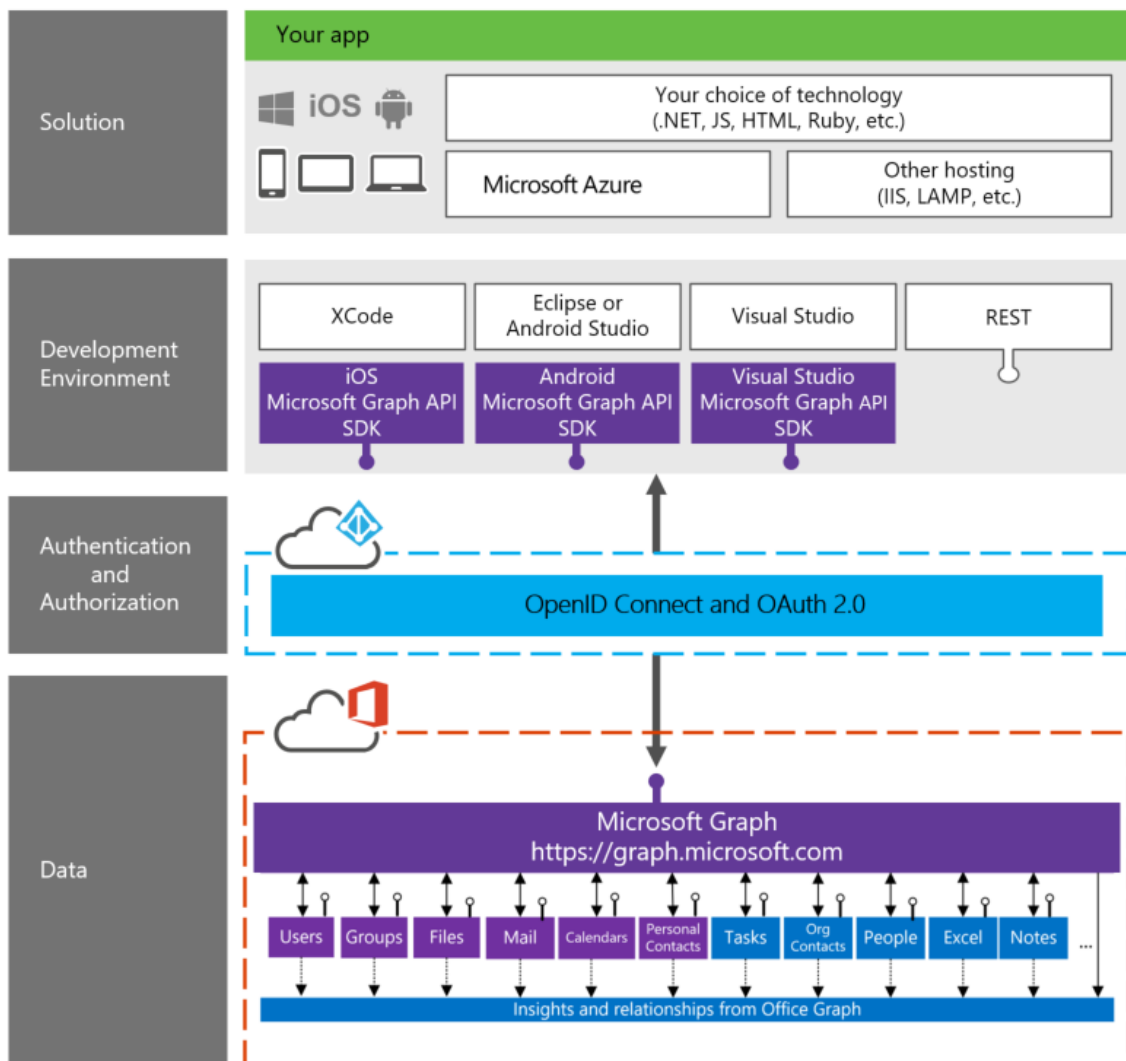 Your app
Solution
iOS
Your choice of technology
(.NET, JS, HTML, Ruby, etc.)
Microsoft Azure
Other hosting
(IIS, LAMP, etc.)
Development
Environment
XCode
Eclipse or
Android Studio
Visual Studio
REST
iOS
Microsoft Graph API
SDK
Android
Microsoft Graph API
SDK
Visual Studio
Microsoft Graph API
SDK
Authentication
and
Authorization
OpenID Connect and OAuth 2.0
Data
Microsoft Graph
https://graph.microsoft.com
Users
Groups
Files
Mail
Calendars
Personal
Contacts
Tasks
Org
Contacts
People
Excel
Notes
...
Insights and relationships from Office Graph